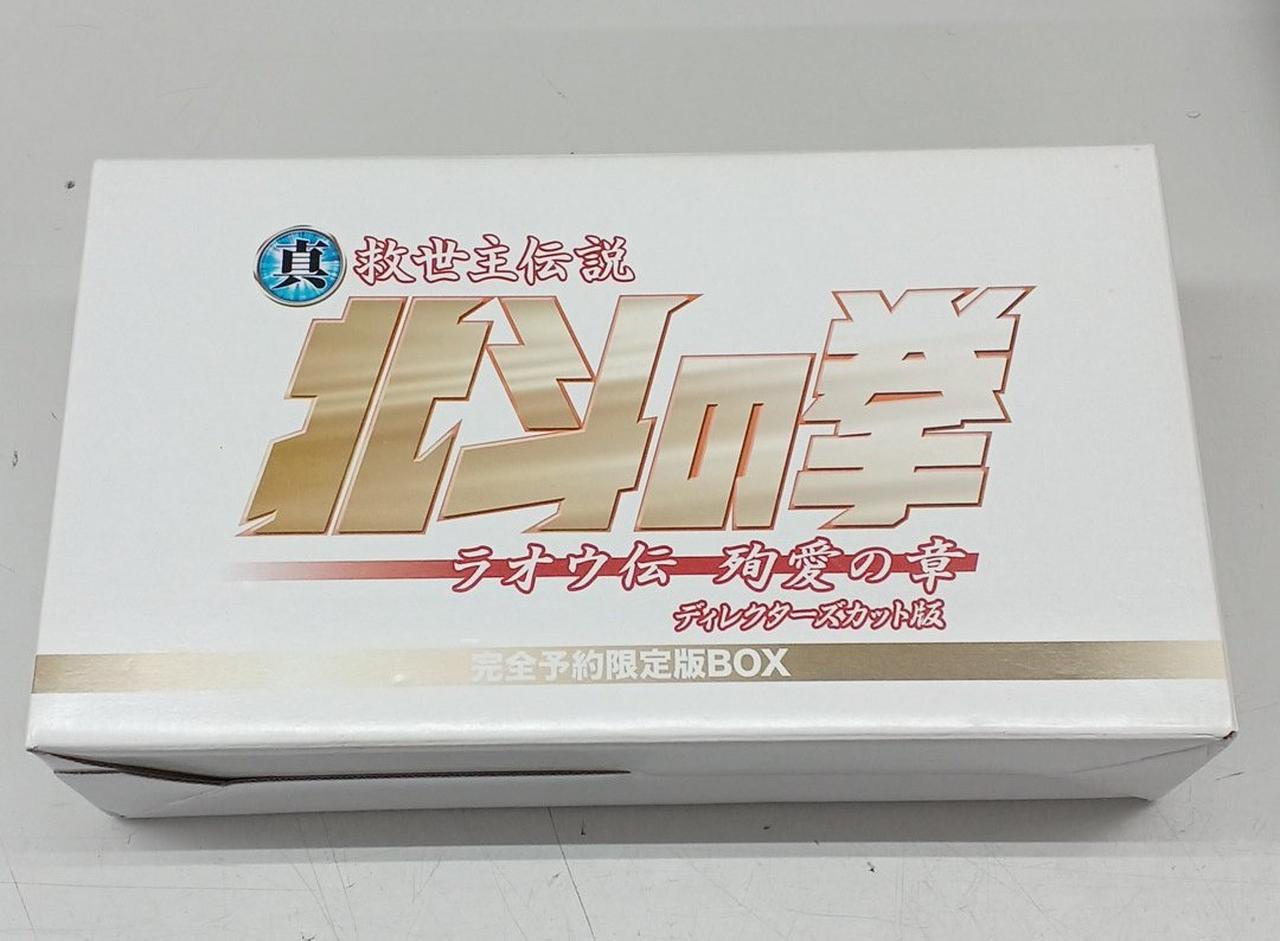 真 救世主伝説
北斗の拳
ラオウ伝 殉愛の章
ディレクターズカット版
完全予約限定版BOX